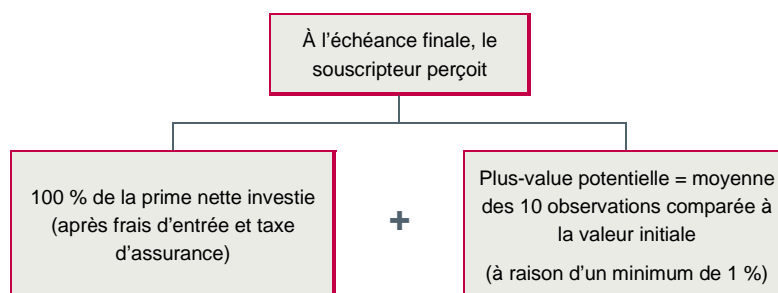 À l’échéance finale, le
souscripteur perçoit
100 % de la prime nette investie
(après frais d’entrée et taxe
d’assurance)
+
Plus-value potentielle = moyenne
des 10 observations comparée à
la valeur initiale
(à raison d’un minimum de 1 %)